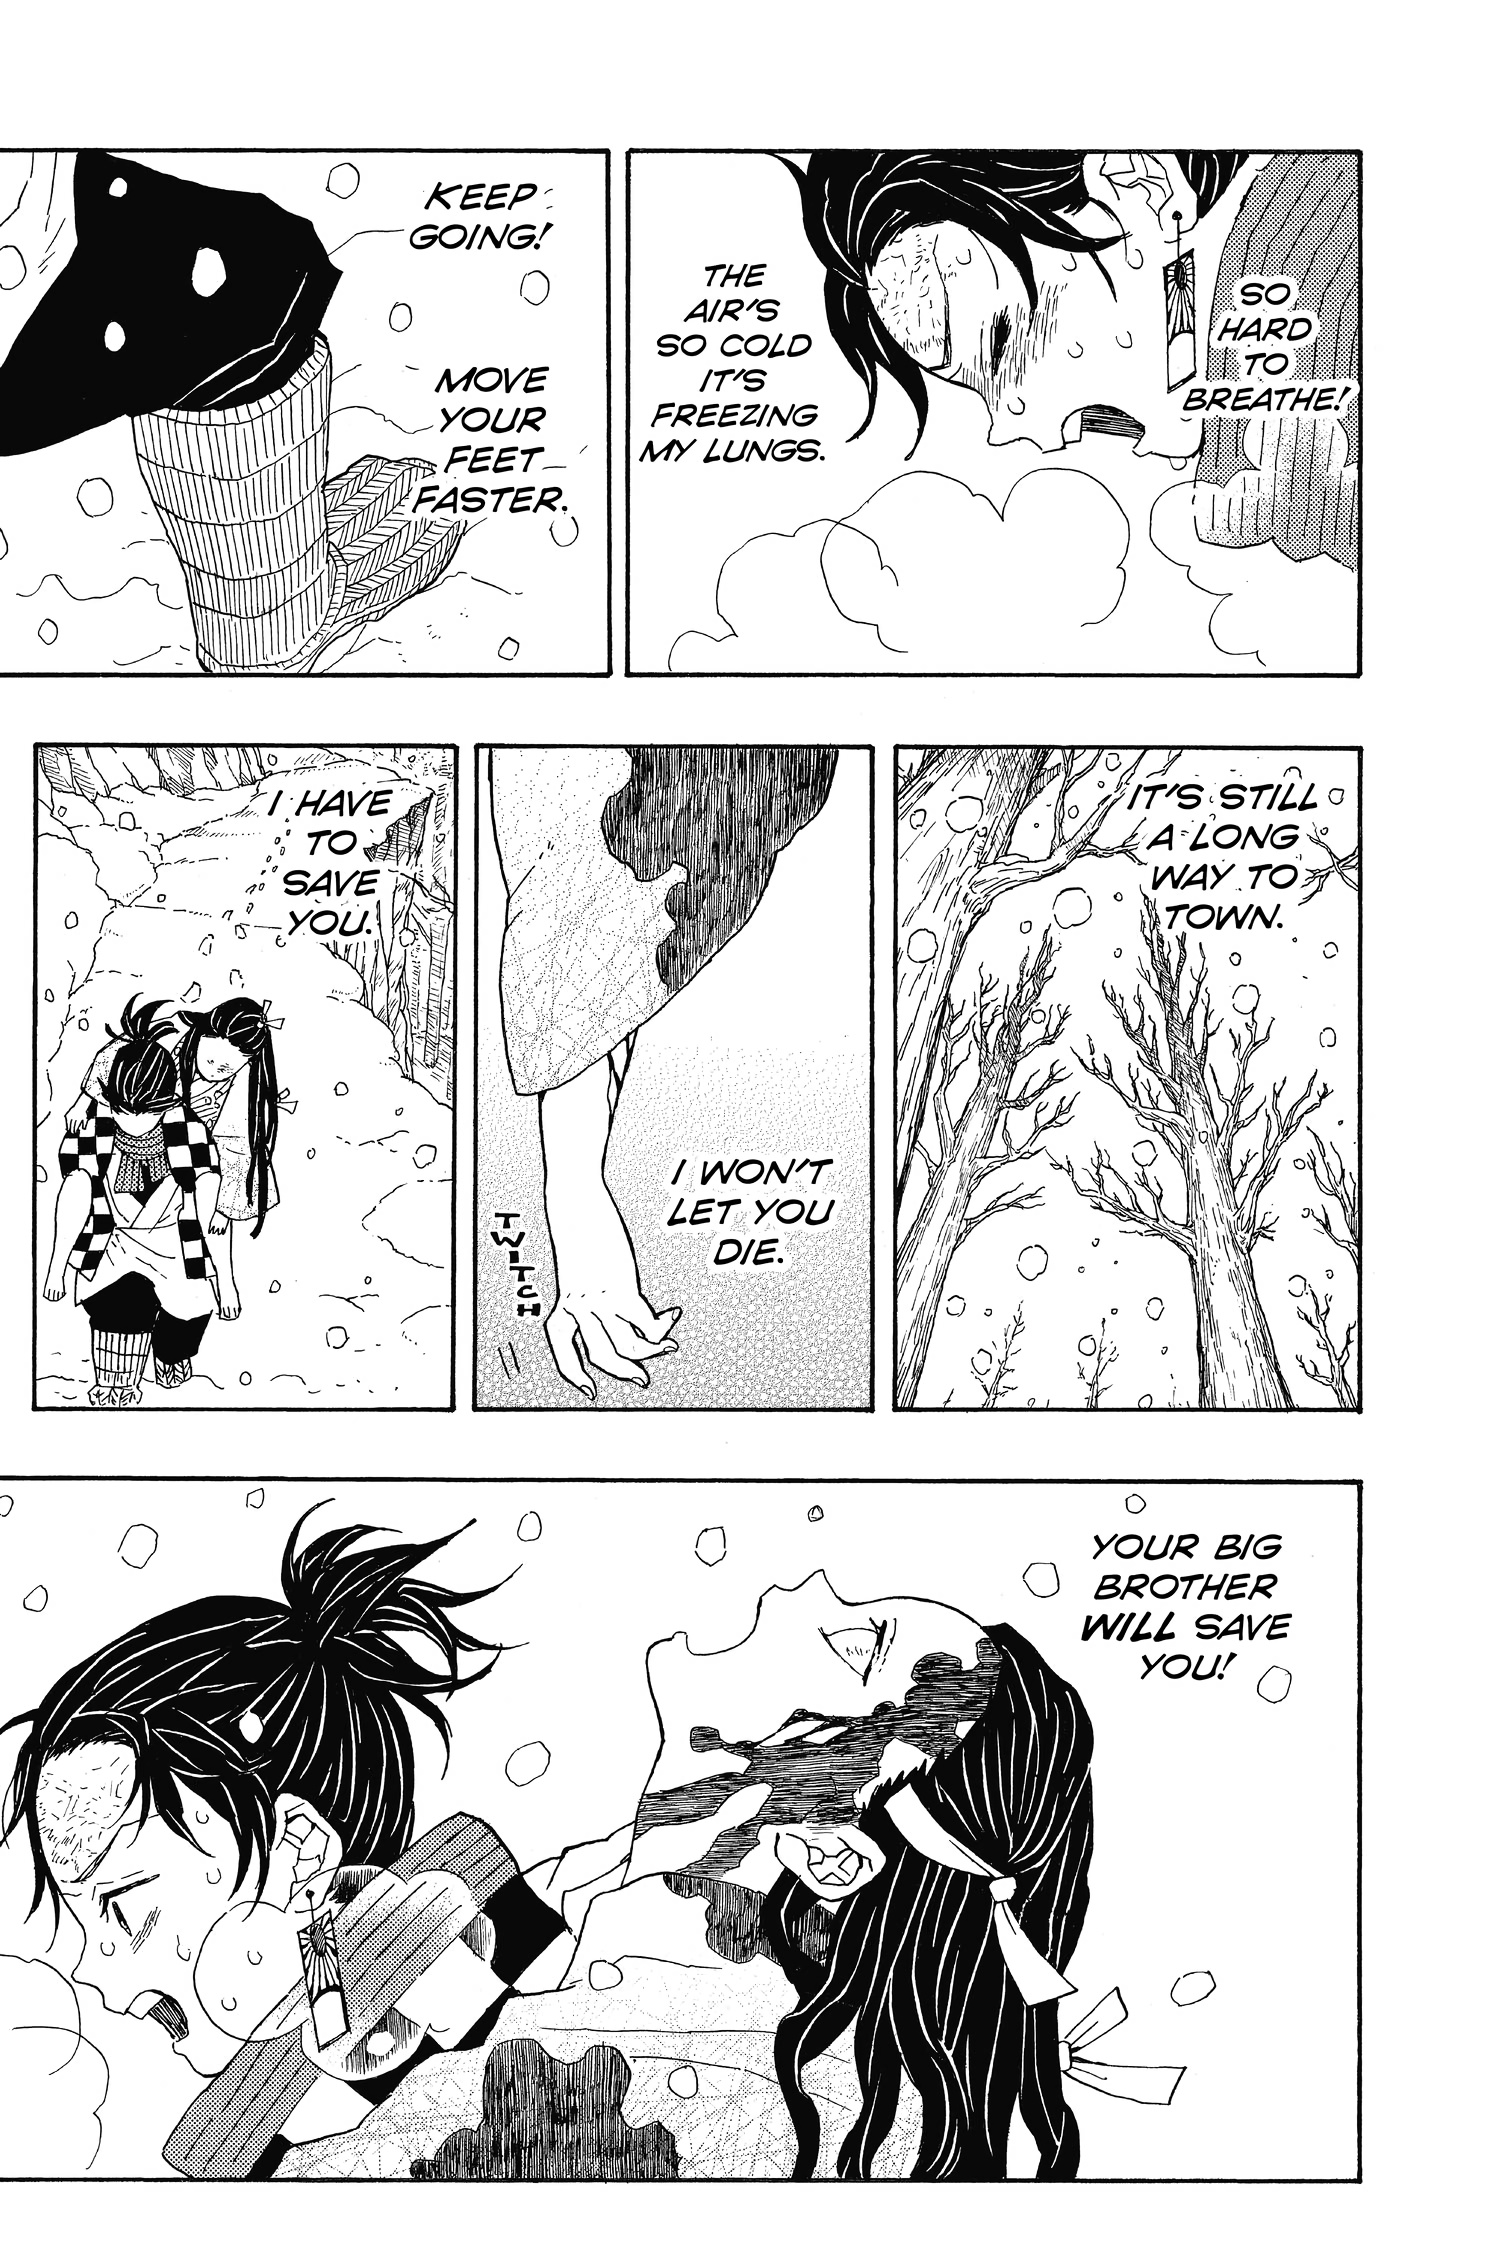 SO
HARD
TO
BREATHE!
THE
AIR'S
SO COLD
IT'S
FREEZING
MY LUNGS.
KEEP
GOING!
MOVE
YOUR
FEET
FASTER.
IT'S STILL
A LONG
WAY TO
TOWN.
I WON'T
LET YOU
DIE.
TWITCH
I HAVE
TO
SAVE
YOU.
YOUR BIG
BROTHER
WILL SAVE
YOU!